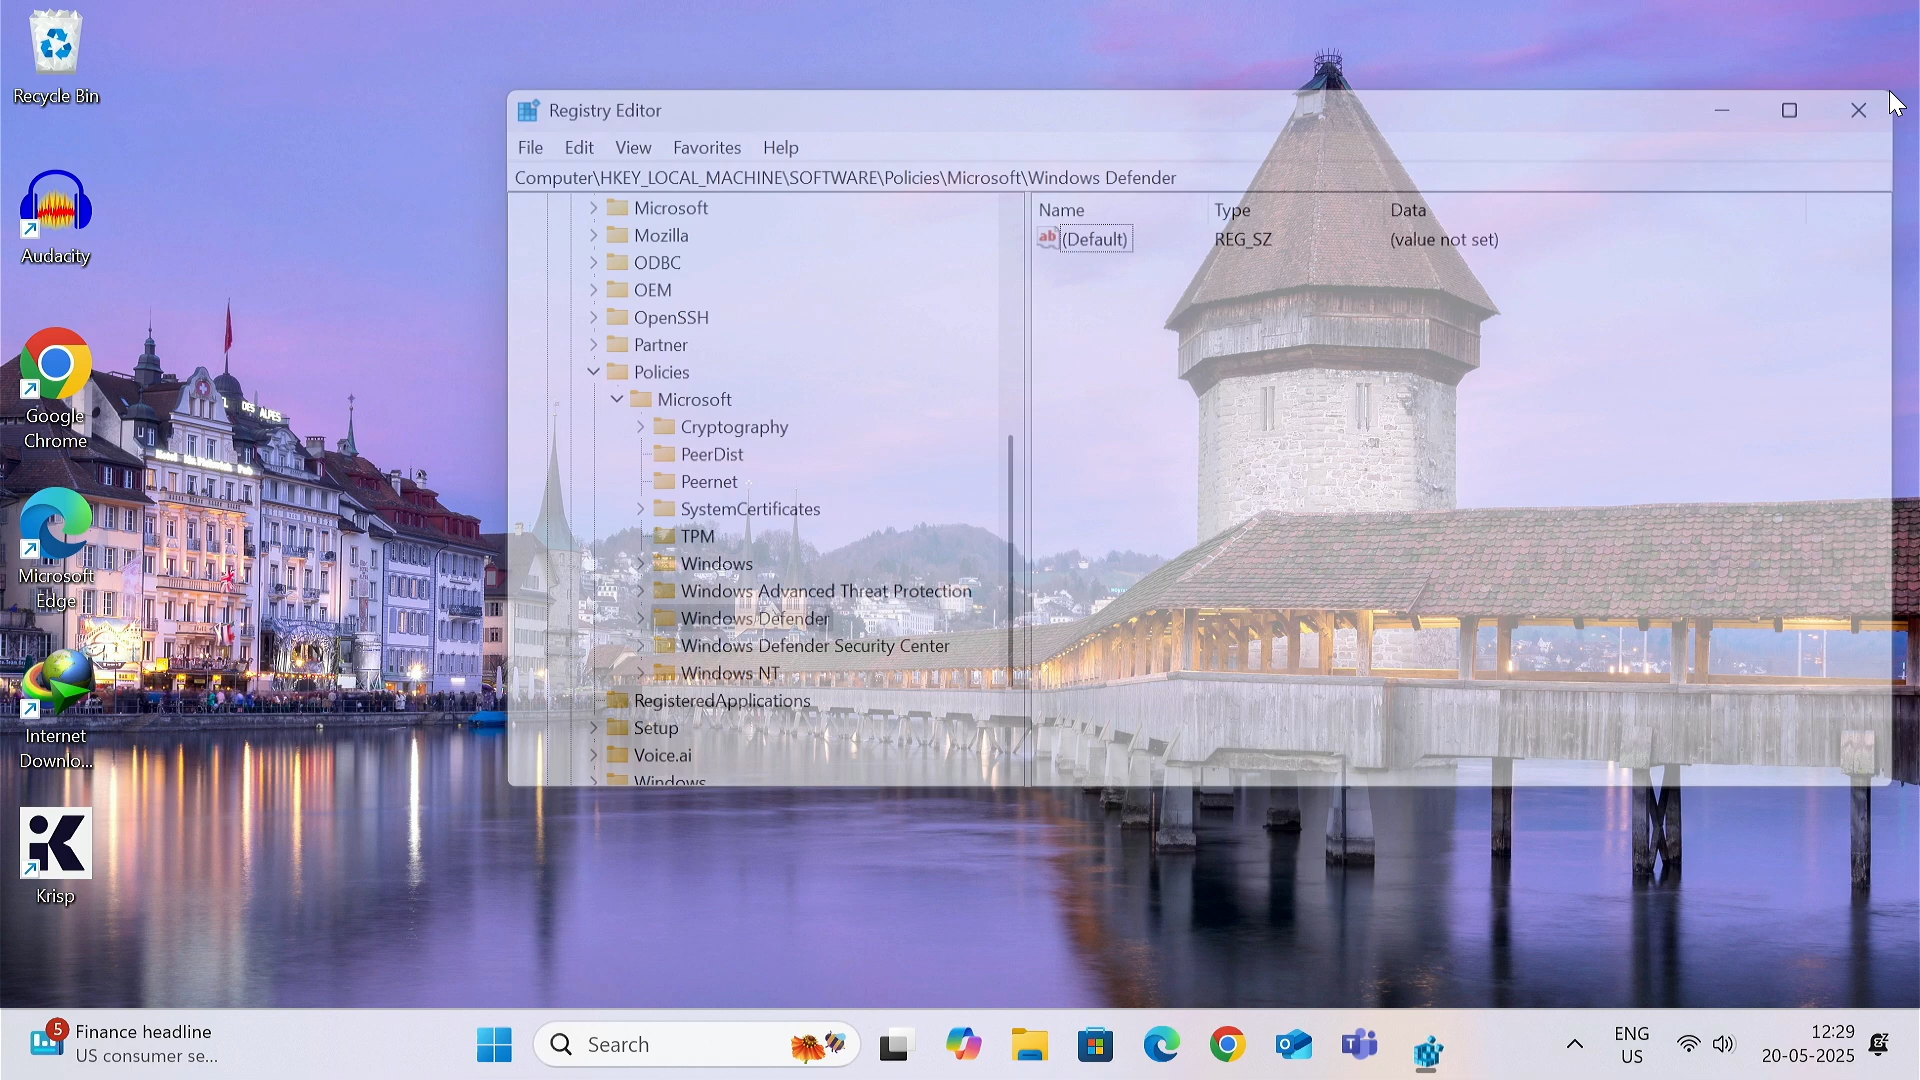 Recycle Bin
Audacity
Google
Chrome
Microsoft
Edge
Internet
Downlo...
Krisp
Registry Editor
File Edit View Favorites Help
Computer\HKEY_LOCAL_MACHINE\SOFTWARE\Policies\Microsoft\Windows Defender
Microsoft
Mozilla
ODBC
OEM
OpenSSH
Partner
Policies
Microsoft
Cryptography
PeerDist
Peernet
SystemCertificates
TPM
Windows
Windows Advanced Threat Protection
Windows Defender
Windows Defender Security Center
Windows NT
RegisteredApplications
Setup
Voice.ai
Windows
Name Type Data
ab (Default) REG_SZ (value not set)
DES ALPES
5 Finance headline
US consumer se...
Search
ENG
US
12:29
20-05-2025